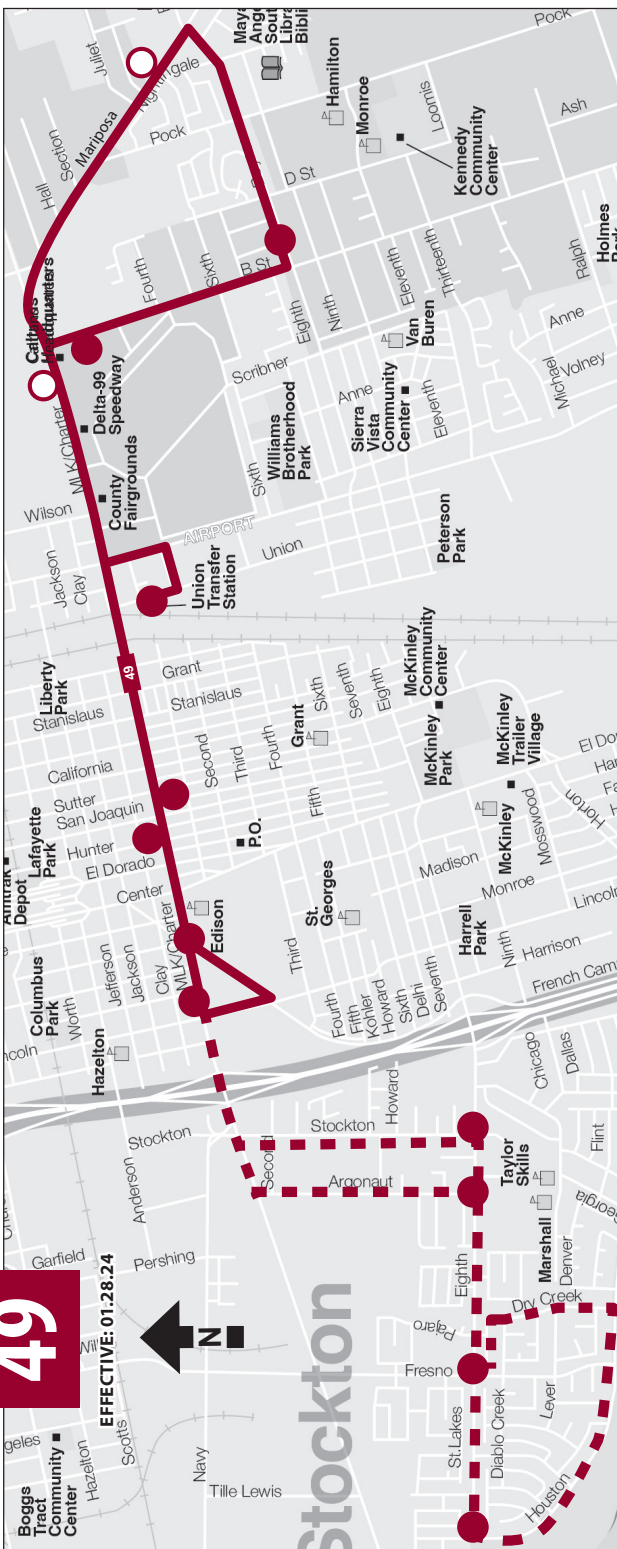 49
EFFECTIVE: 01.28.24
N
Stockton
Boggs
Tract
Community
Center
Hazelton
Scotts
Navy
Tille Lewis
Garfield
Pershing
Anderson
Stockton
Hazelton
Columbus
Park
Worth
Jefferson
Jackson
Clay
MLK/Charter
Edison
Depot
Lafayette
Park
Center
El Dorado
Hunter
San Joaquin
Sutter
California
Stanislaus
Liberty
Park
Grant
Stanislaus
49
Second
Third
Fourth
Fifth
Sixth
Seventh
Eighth
P.O.
Grant
St.
Georges
Third
Fourth
Fifth
Kohler
Howard
Sixth
Delhi
Seventh
Harrell
Park
Madison
Monroe
Ninth
Harrison
McKinley
Mosswood
Horton
McKinley
Trailer
Village
McKinley
Park
McKinley
Community
Center
Second
Stockton
Howard
Argonaut
Eighth
Taylor
Skills
Marshall
Chicago
Dallas
Flint
Denver
Dry Creek
Pajaro
Fresno
St.Lakes
Diablo Creek
Lever
Houston
Jackson
Clay
Wilson
MLK/Charter
County
Fairgrounds
Delta-99
Speedway
Headquarters
Union
Transfer
Station
AIRPORT
Union
Sixth
Williams
Brotherhood
Park
Scribner
Anne
Sierra
Vista
Community
Center
Eleventh
Peterson
Park
Van
Buren
Eighth
Ninth
Eleventh
Thirteenth
Michael
Volney
Anne
Ralph
Holmes
Fourth
Sixth
B St
D St
Hall
Section
Mariposa
Juliet
Nightingale
Pock
Hamilton
Monroe
Kennedy
Community
Center
Loomis
Ash
Pock